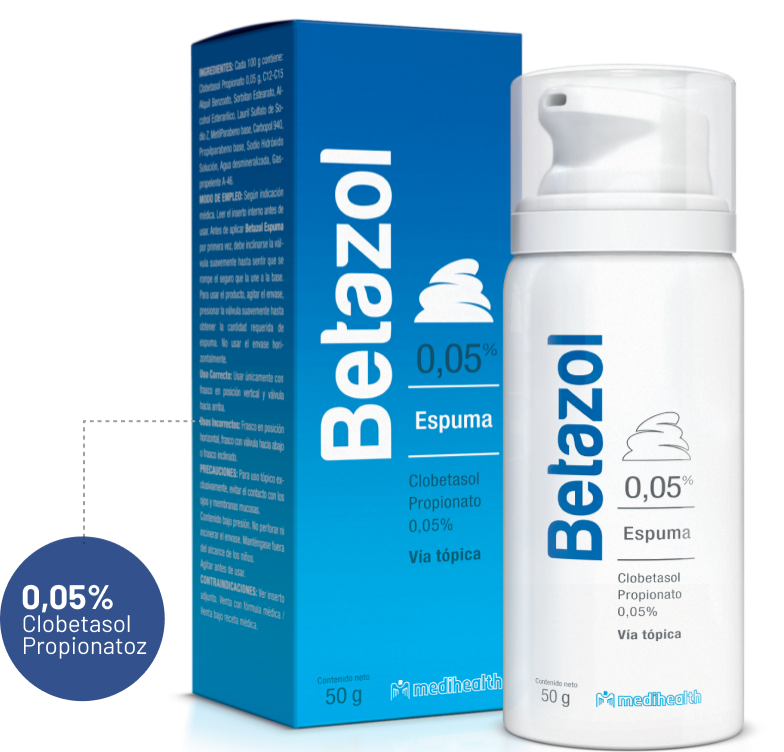 INGREDIENTES: Cada 100 g contiene:
Clobetasol Propionato 0,05 g, C12-C15
Alquil Benzoato, Sorbitan Estearato, Al-
cohol Estearílico, Lauril Sulfato de So-
dio Z, MetilParabeno base, Carbopol 940,
Propilparabeno base, Sodio Hidróxido
Solución, Agua desmineralizada, Gas-
propelente A-46.
MODO DE EMPLEO: Según indicación
médica. Leer el inserto interno antes de
usar. Antes de aplicar Betazol Espuma
por primera vez, debe inclinarse la vál-
vula suavemente hasta sentir que se
rompe el seguro que la une a la base.
Para usar el producto, agitar el envase,
presionar la válvula suavemente hasta
obtener la cantidad requerida de
espuma. No usar el envase hori-
zontalmente.
Uso Correcto: Usar únicamente con
frasco en posición vertical y válvula
hacia arriba.
Usos Incorrectos: Frasco en posición
horizontal, frasco con válvula hacia abajo
o frasco inclinado.
PRECAUCIONES: Para uso tópico ex-
clusivamente, evitar el contacto con los
ojos y membranas mucosas.
Contenido bajo presión. No perforar ni
incinerar el envase. Manténgase fuera
del alcance de los niños.
Agitar antes de usar.
CONTRAINDICACIONES: Ver inserto
adjunto. Venta con fórmula médica /
Venta bajo receta médica.
Betazol
0,05%
Espuma
Clobetasol
Propionato
0,05%
Vía tópica
Contenido neto
50 g
medihealth
Betazol
0,05%
Espuma
Clobetasol
Propionato
0,05%
Vía tópica
Contenido neto
50 g
medihealth
0,05%
Clobetasol
Propionatoz